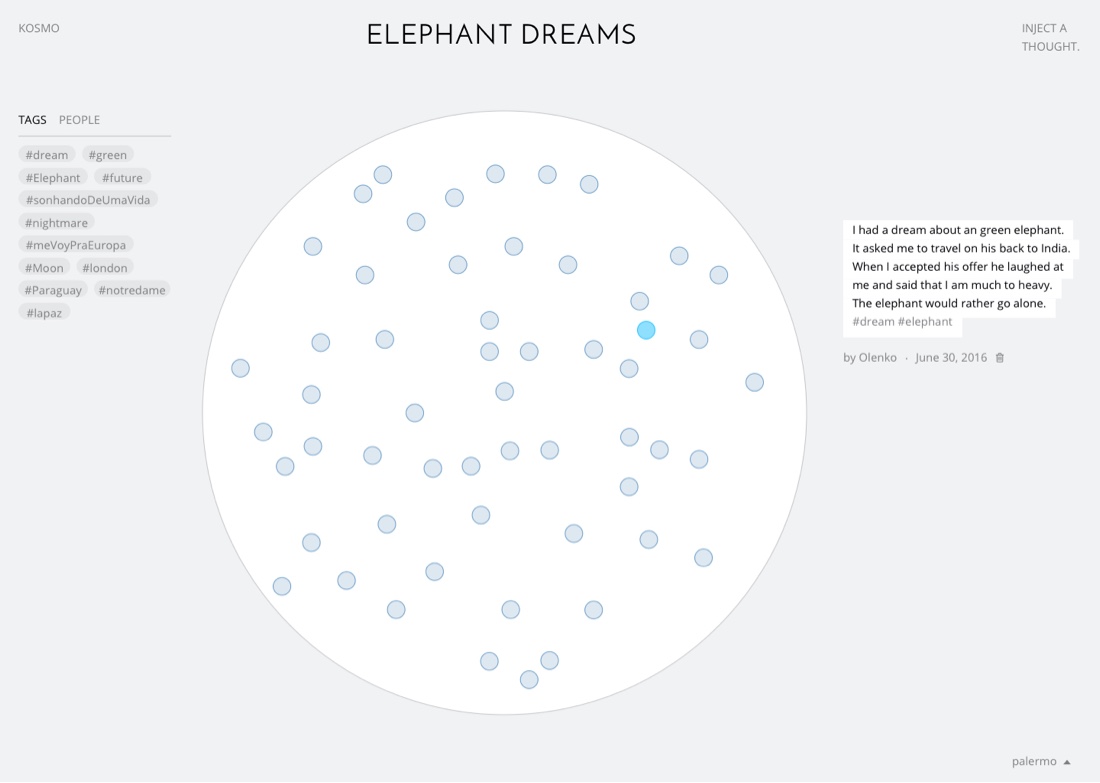 KOSMO
ELEPHANT DREAMS
INJECT A
THOUGHT.
TAGS PEOPLE
#dream #green
#Elephant #future
#sonhandoDeUmaVida
#nightmare
#meVoyPraEuropa
#Moon #london
#Paraguay #notredame
#lapaz
I had a dream about an green elephant.
It asked me to travel on his back to India.
When I accepted his offer he laughed at
me and said that I am much to heavy.
The elephant would rather go alone.
#dream #elephant
by Olenko · June 30, 2016
palermo